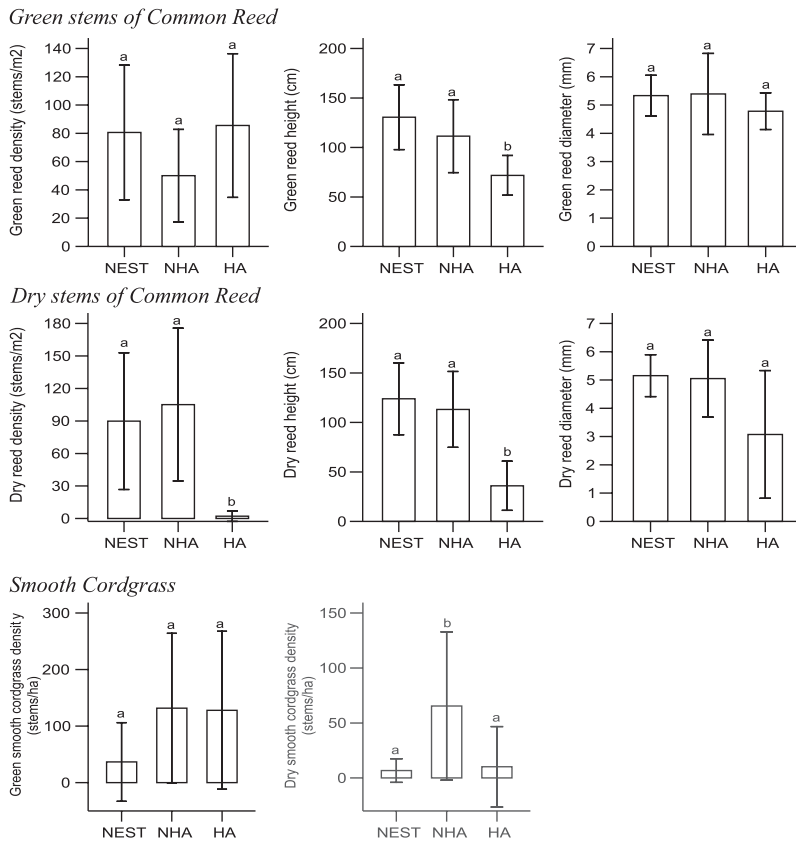 Green stems of Common Reed
Green reed density (stems/m2)
140
120
100
80
60
40
20
0
a
a
a
NEST
NHA
HA
Green reed height (cm)
200
150
100
50
0
a
a
b
NEST
NHA
HA
Green reed diameter (mm)
7
6
5
4
3
2
1
0
a
a
a
NEST
NHA
HA
Dry stems of Common Reed
Dry reed density (stems/m2)
180
150
120
90
60
30
0
a
a
b
NEST
NHA
HA
Dry reed height (cm)
200
150
100
50
0
a
a
b
NEST
NHA
HA
Dry reed diameter (mm)
7
6
5
4
3
2
1
0
a
a
a
NEST
NHA
HA
Smooth Cordgrass
Green smooth cordgrass density
(stems/ha)
300
200
100
0
a
a
a
NEST
NHA
HA
Dry smooth cordgrass density
(stems/ha)
150
100
50
0
a
b
a
NEST
NHA
HA